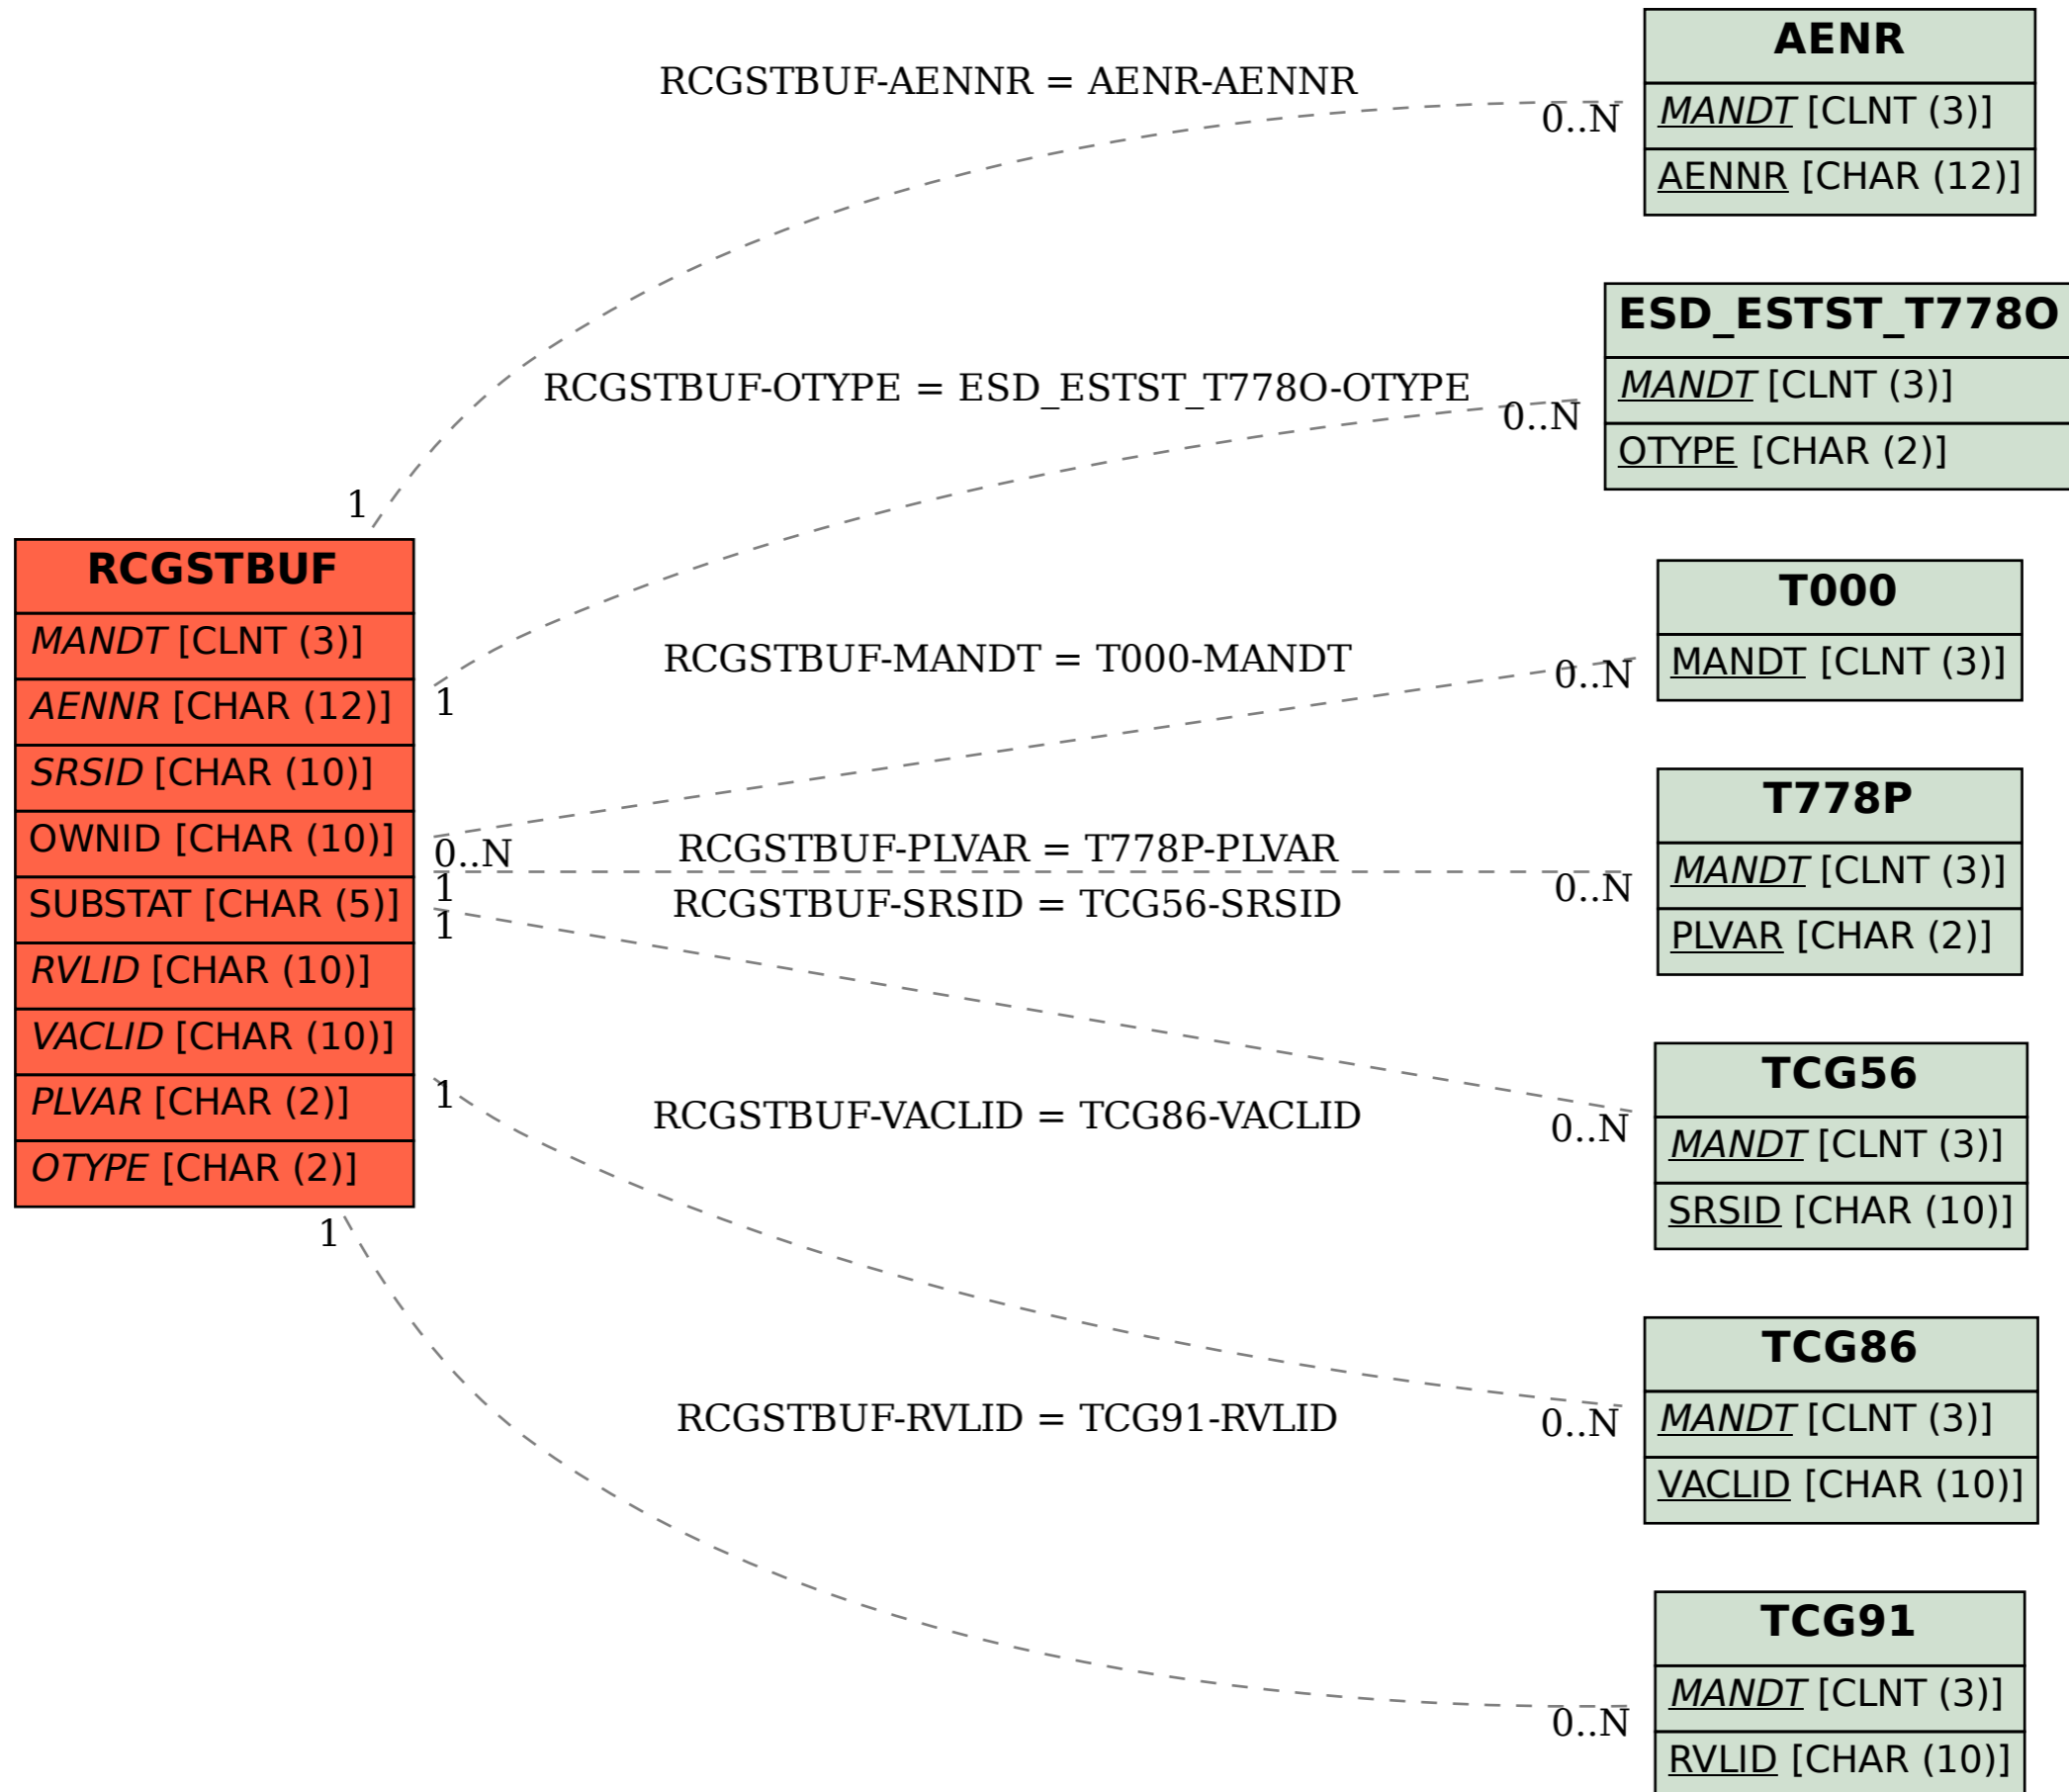 AENR
MANDT [CLNT (3)]
AENNR [CHAR (12)]
RCGSTBUF-AENNR = AENR-AENNR
0..N
1
ESD_ESTST_T778O
MANDT [CLNT (3)]
OTYPE [CHAR (2)]
RCGSTBUF-OTYPE = ESD_ESTST_T778O-OTYPE
0..N
1
RCGSTBUF
MANDT [CLNT (3)]
AENNR [CHAR (12)]
SRSID [CHAR (10)]
OWNID [CHAR (10)]
SUBSTAT [CHAR (5)]
RVLID [CHAR (10)]
VACLID [CHAR (10)]
PLVAR [CHAR (2)]
OTYPE [CHAR (2)]
T000
MANDT [CLNT (3)]
RCGSTBUF-MANDT = T000-MANDT
0..N
0..N
T778P
MANDT [CLNT (3)]
PLVAR [CHAR (2)]
RCGSTBUF-PLVAR = T778P-PLVAR
0..N
1
RCGSTBUF-SRSID = TCG56-SRSID
1
0..N
TCG56
MANDT [CLNT (3)]
SRSID [CHAR (10)]
RCGSTBUF-VACLID = TCG86-VACLID
1
0..N
TCG86
MANDT [CLNT (3)]
VACLID [CHAR (10)]
RCGSTBUF-RVLID = TCG91-RVLID
1
0..N
TCG91
MANDT [CLNT (3)]
RVLID [CHAR (10)]